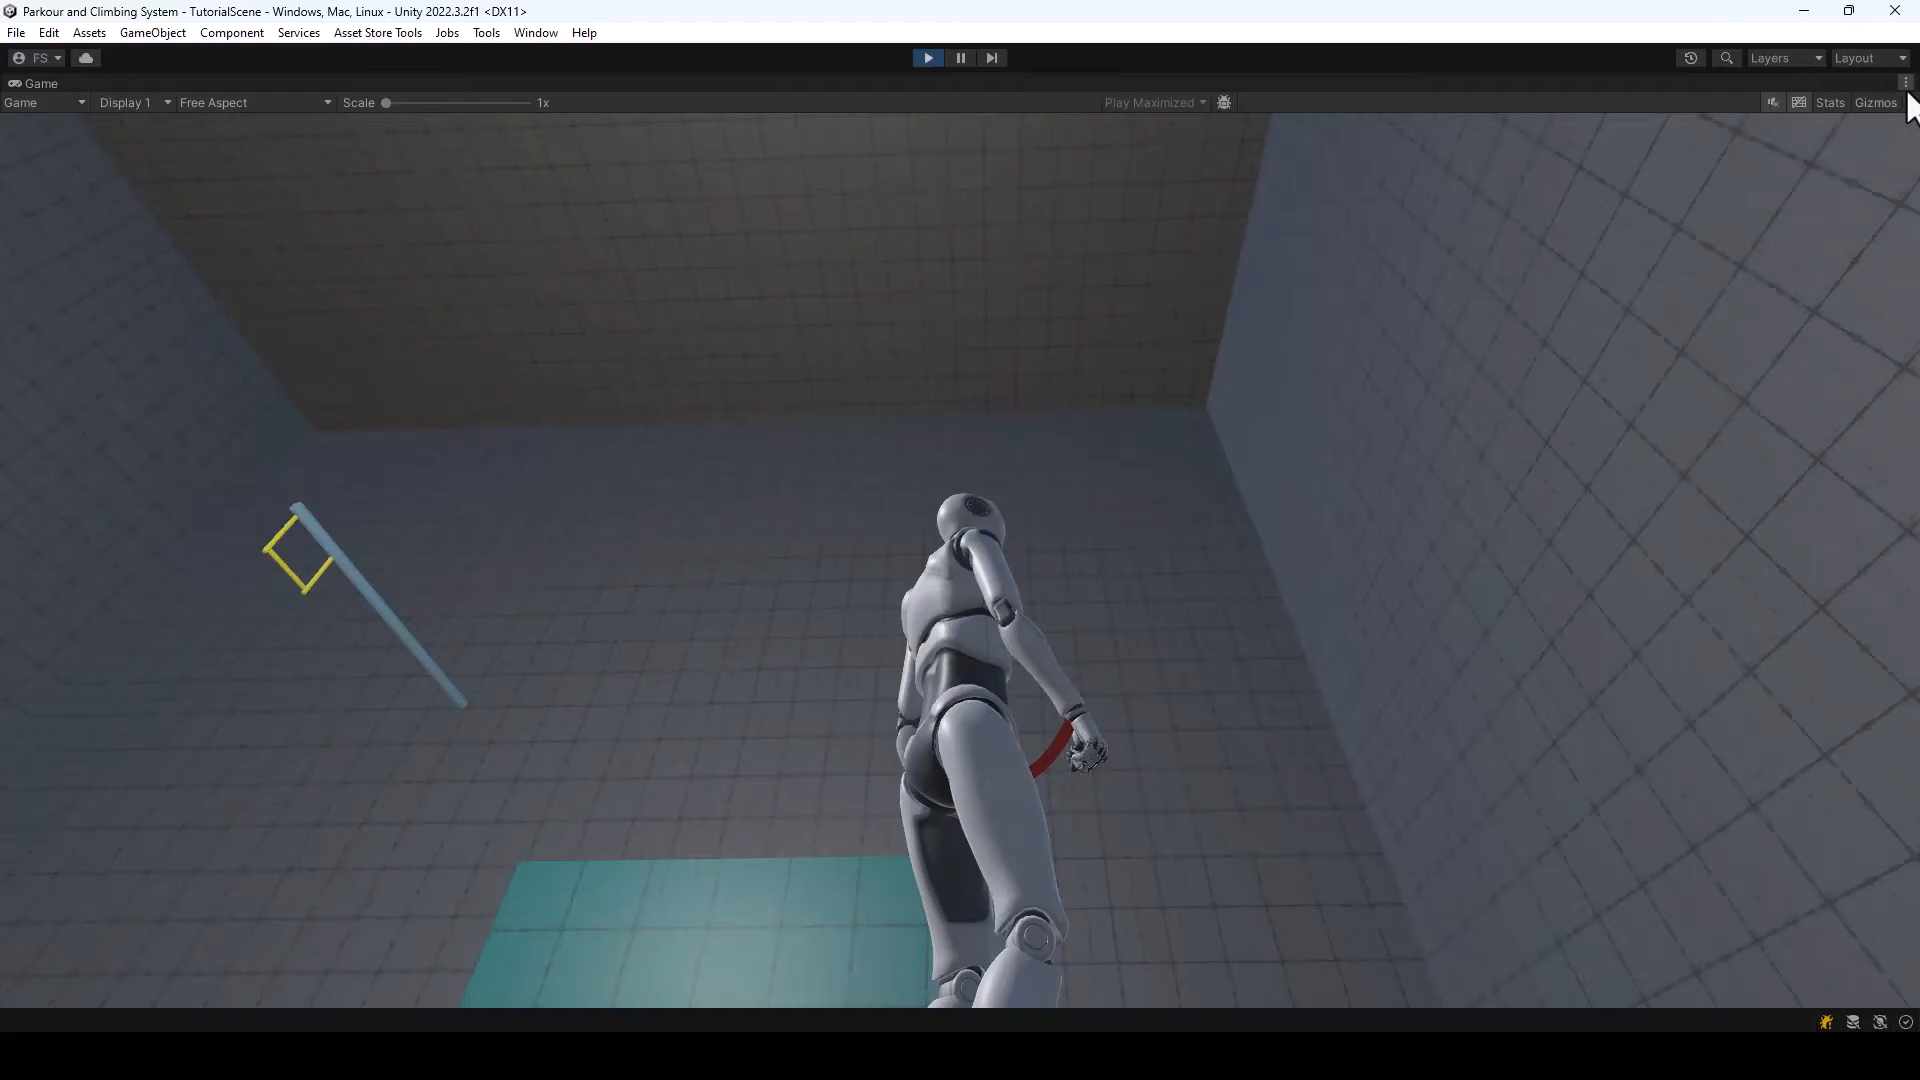 Parkour and Climbing System - TutorialScene - Windows, Mac, Linux - Unity 2022.3.2f1 <DX11>
File Edit Assets GameObject Component Services Asset Store Tools Jobs Tools Window Help
FS Layers Layout
Game
Game Display 1 Free Aspect Scale 1x Play Maximized Stats Gizmos